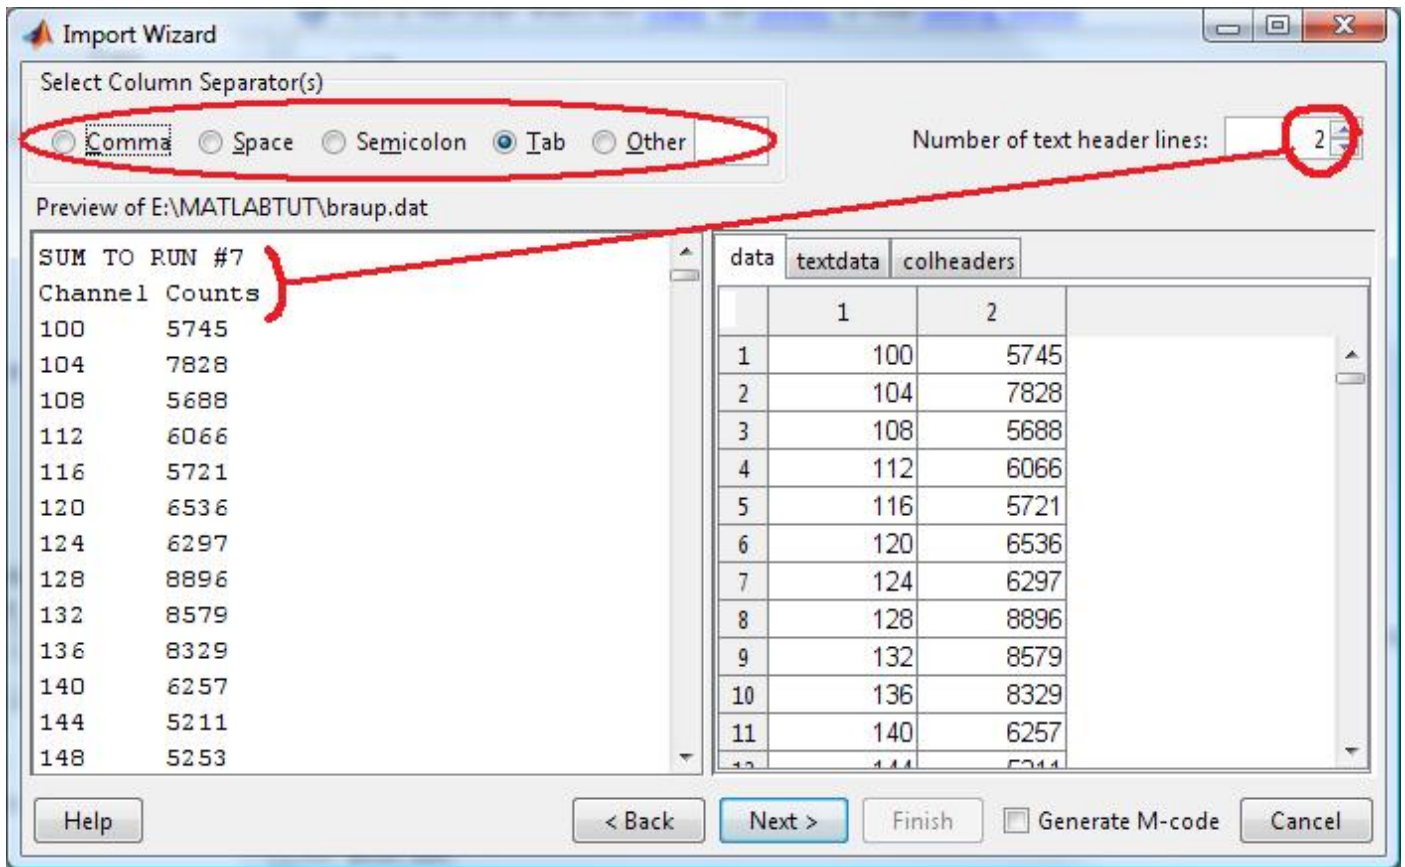 Import Wizard
Select Column Separator(s)
Comma Space Semicolon Tab Other
Number of text header lines: 2
Preview of E:\MATLABTUT\braup.dat
SUM TO RUN #7
Channel Counts
100 5745
104 7828
108 5688
112 6066
116 5721
120 6536
124 6297
128 8896
132 8579
136 8329
140 6257
144 5211
148 5253
data textdata colheaders
1 2
1 100 5745
2 104 7828
3 108 5688
4 112 6066
5 116 5721
6 120 6536
7 124 6297
8 128 8896
9 132 8579
10 136 8329
11 140 6257
Help < Back Next > Finish Generate M-code Cancel